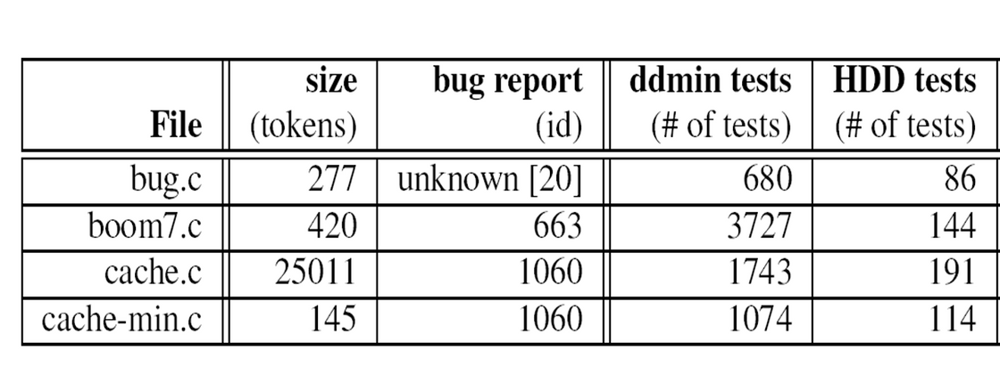 size bug report ddmin tests HDD tests
File (tokens) (id) (# of tests) (# of tests)
bug.c 277 unknown [20] 680 86
boom7.c 420 663 3727 144
cache.c 25011 1060 1743 191
cache-min.c 145 1060 1074 114